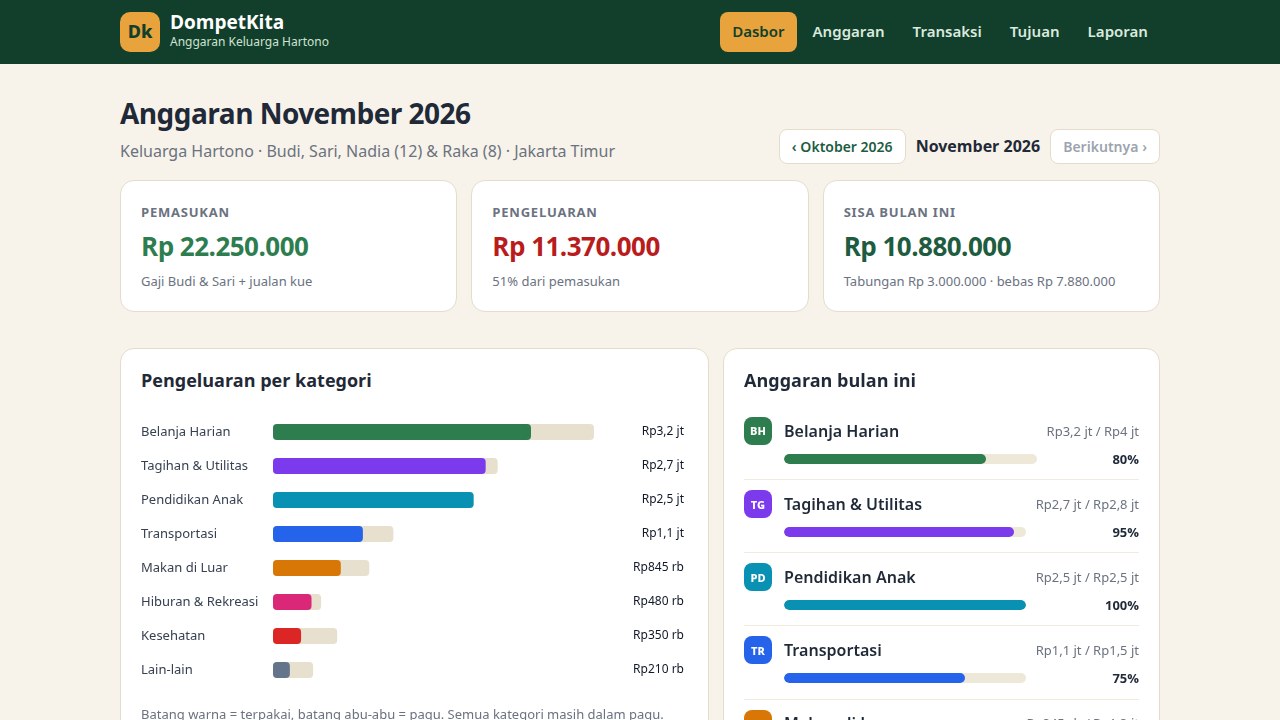 Dk
DompetKita
Anggaran Keluarga Hartono
Dasbor
Anggaran
Transaksi
Tujuan
Laporan
Anggaran November 2026
Keluarga Hartono · Budi, Sari, Nadia (12) & Raka (8) · Jakarta Timur
‹ Oktober 2026
November 2026
Berikutnya ›
PEMASUKAN
Rp 22.250.000
Gaji Budi & Sari + jualan kue
PENGELUARAN
Rp 11.370.000
51% dari pemasukan
SISA BULAN INI
Rp 10.880.000
Tabungan Rp 3.000.000 · bebas Rp 7.880.000
Pengeluaran per kategori
Belanja Harian
Rp3,2 jt
Tagihan & Utilitas
Rp2,7 jt
Pendidikan Anak
Rp2,5 jt
Transportasi
Rp1,1 jt
Makan di Luar
Rp845 rb
Hiburan & Rekreasi
Rp480 rb
Kesehatan
Rp350 rb
Lain-lain
Rp210 rb
Batang warna = terpakai, batang abu-abu = pagu. Semua kategori masih dalam pagu.
Anggaran bulan ini
BH
Belanja Harian
Rp3,2 jt / Rp4 jt
80%
TG
Tagihan & Utilitas
Rp2,7 jt / Rp2,8 jt
95%
PD
Pendidikan Anak
Rp2,5 jt / Rp2,5 jt
100%
TR
Transportasi
Rp1,1 jt / Rp1,5 jt
75%